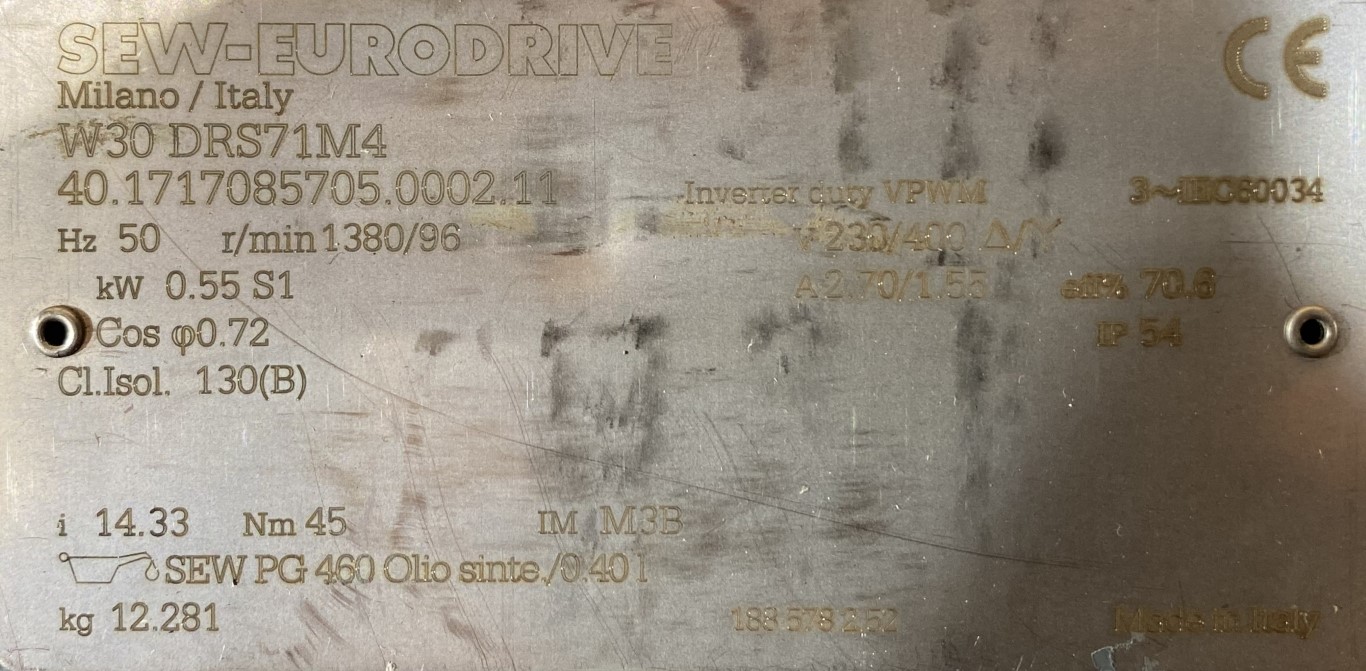 SEW-EURODRIVE CE
Milano / Italy
W30 DRS71M4
40.1717085705.0002.11 Inverter duty VPWM 3~IEC60034
Hz 50 r/min 1380/96 V 230/400 Δ/Y
kW 0.55 S1 A 2.70/1.55 eff% 70.6
Cos φ0.72 IP 54
Cl.Isol. 130(B)
i 14.33 Nm 45 IM M3B
SEW PG 460 Olio sinte./0.40 l
kg 12.281 188 578 2.52 Made in Italy